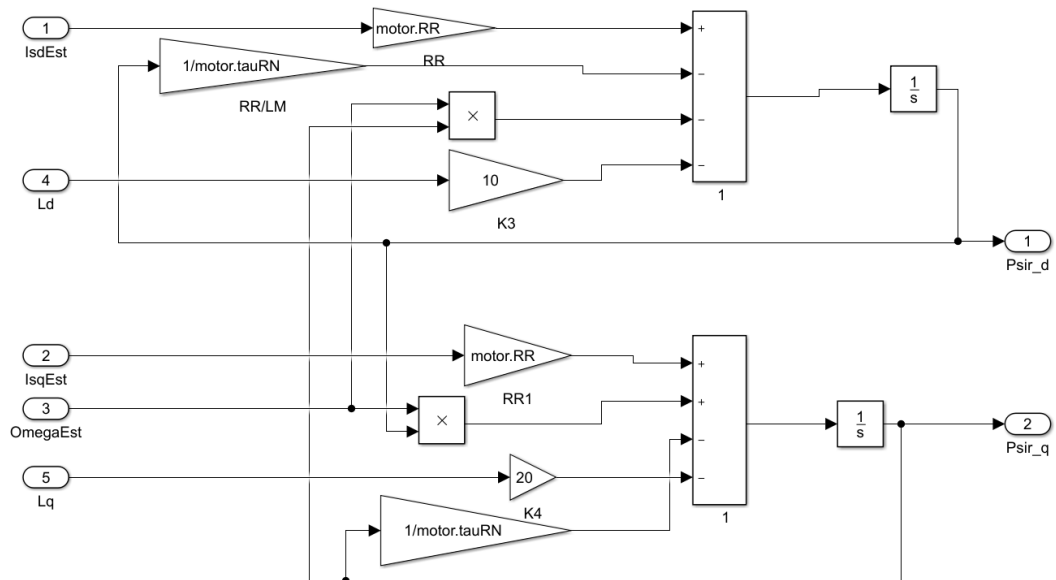 1
IsdEst
motor.RR
+
RR
1/motor.tauRN
−
RR/LM
×
−
1
s
4
Ld
10
−
K3
1
1
Psir_d
2
IsqEst
motor.RR
+
RR1
3
OmegaEst
×
+
1
s
2
Psir_q
−
5
Lq
20
−
K4
1
1/motor.tauRN